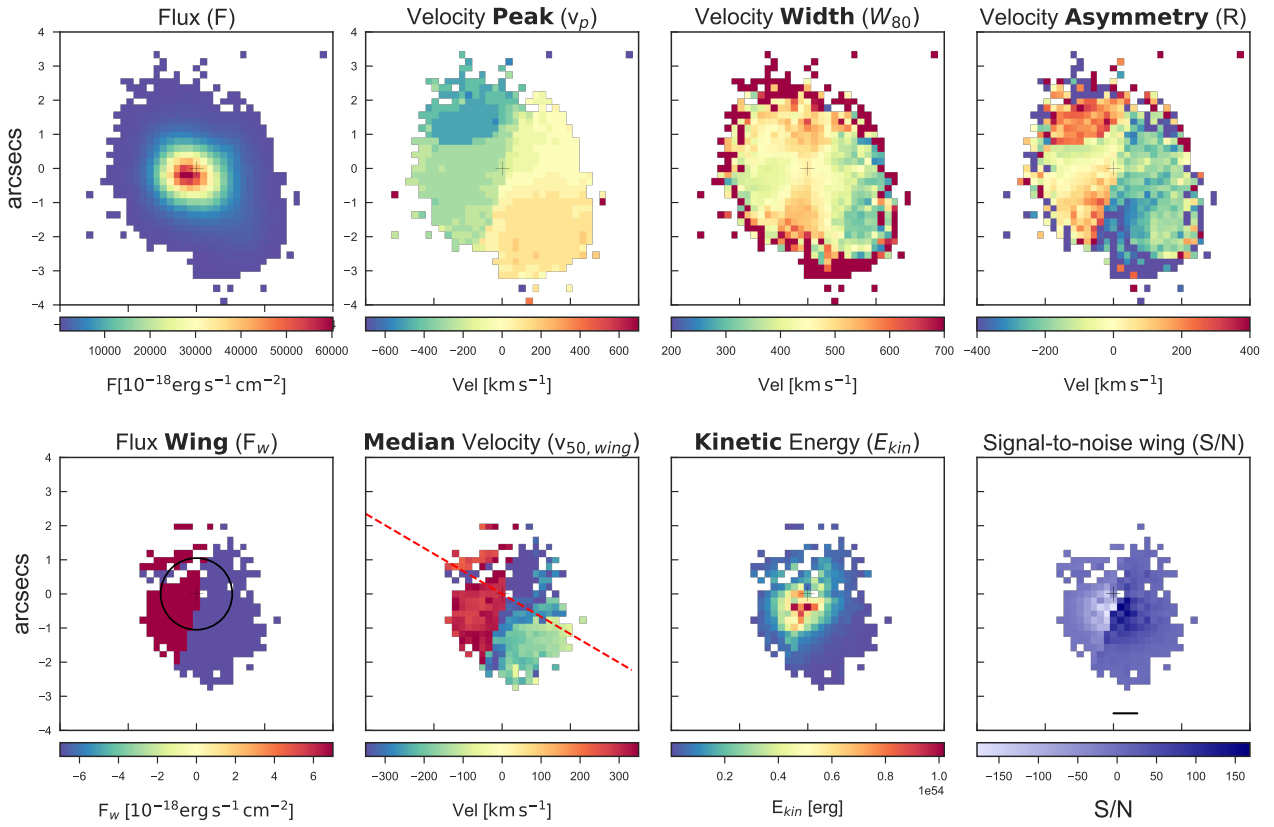 Flux (F)
Velocity Peak (v_p)
Velocity Width (W_80)
Velocity Asymmetry (R)
arcsecs
4
3
2
1
0
−1
−2
−3
−4
10000 20000 30000 40000 50000 60000
−600 −400 −200 0 200 400 600
200 300 400 500 600 700
−400 −200 0 200 400
F[10^−18 erg s^−1 cm^−2]
Vel [km s^−1]
Vel [km s^−1]
Vel [km s^−1]
Flux Wing (F_w)
Median Velocity (v_50, wing)
Kinetic Energy (E_kin)
Signal-to-noise wing (S/N)
arcsecs
4
3
2
1
0
−1
−2
−3
−4
−6 −4 −2 0 2 4 6
−300 −200 −100 0 100 200 300
0.2 0.4 0.6 0.8 1.0
1e54
−150 −100 −50 0 50 100 150
F_w [10^−18 erg s^−1 cm^−2]
Vel [km s^−1]
E_kin [erg]
S/N